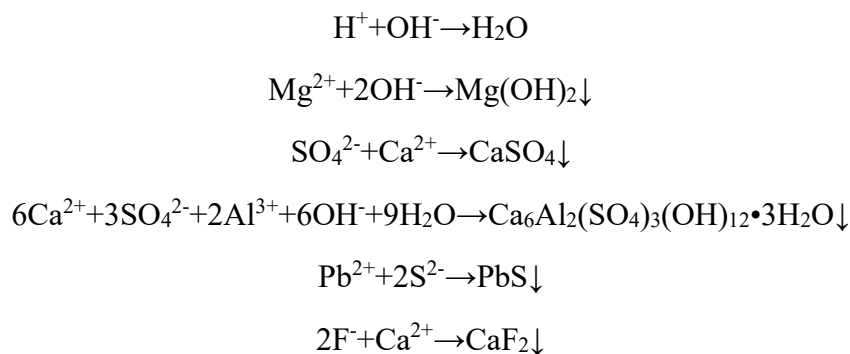 H⁺+OH⁻→H₂O
Mg²⁺+2OH⁻→Mg(OH)₂↓
SO₄²⁻+Ca²⁺→CaSO₄↓
6Ca²⁺+3SO₄²⁻+2Al³⁺+6OH⁻+9H₂O→Ca₆Al₂(SO₄)₃(OH)₁₂•3H₂O↓
Pb²⁺+2S²⁻→PbS↓
2F⁻+Ca²⁺→CaF₂↓